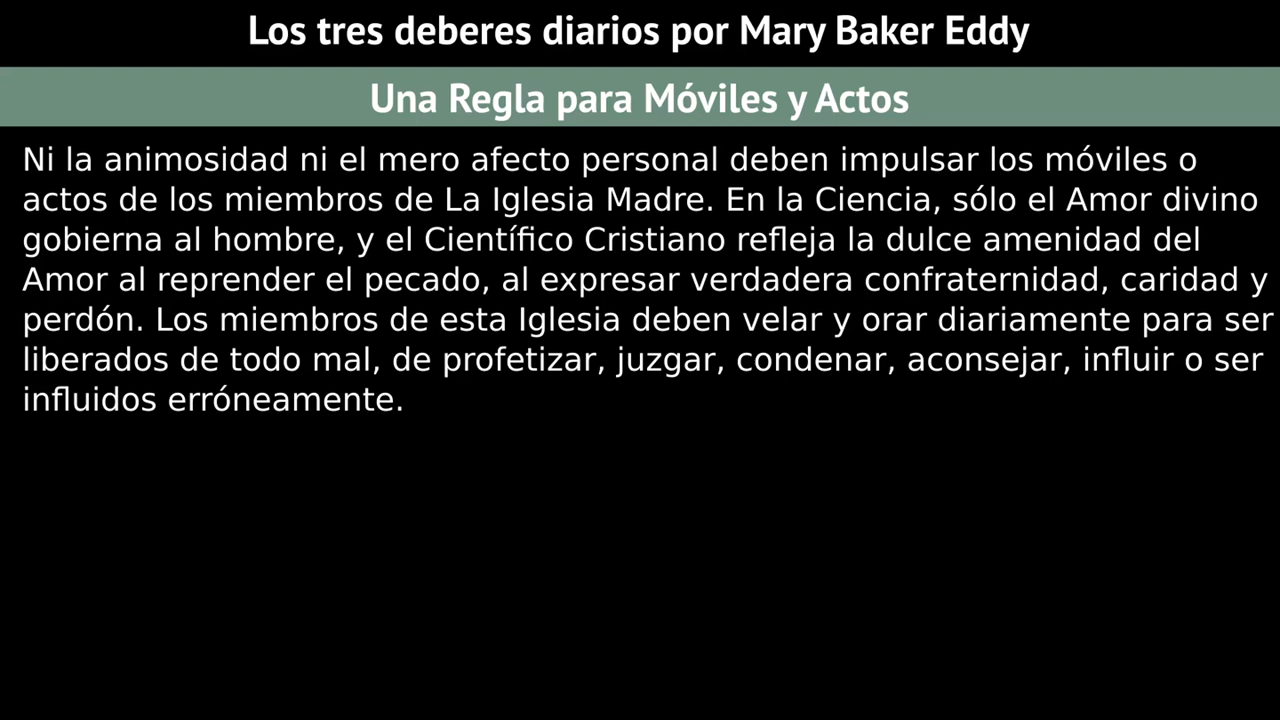 Los tres deberes diarios por Mary Baker Eddy
Una Regla para Móviles y Actos
Ni la animosidad ni el mero afecto personal deben impulsar los móviles o
actos de los miembros de La Iglesia Madre. En la Ciencia, sólo el Amor divino
gobierna al hombre, y el Científico Cristiano refleja la dulce amenidad del
Amor al reprender el pecado, al expresar verdadera confraternidad, caridad y
perdón. Los miembros de esta Iglesia deben velar y orar diariamente para ser
liberados de todo mal, de profetizar, juzgar, condenar, aconsejar, influir o ser
influidos erróneamente.